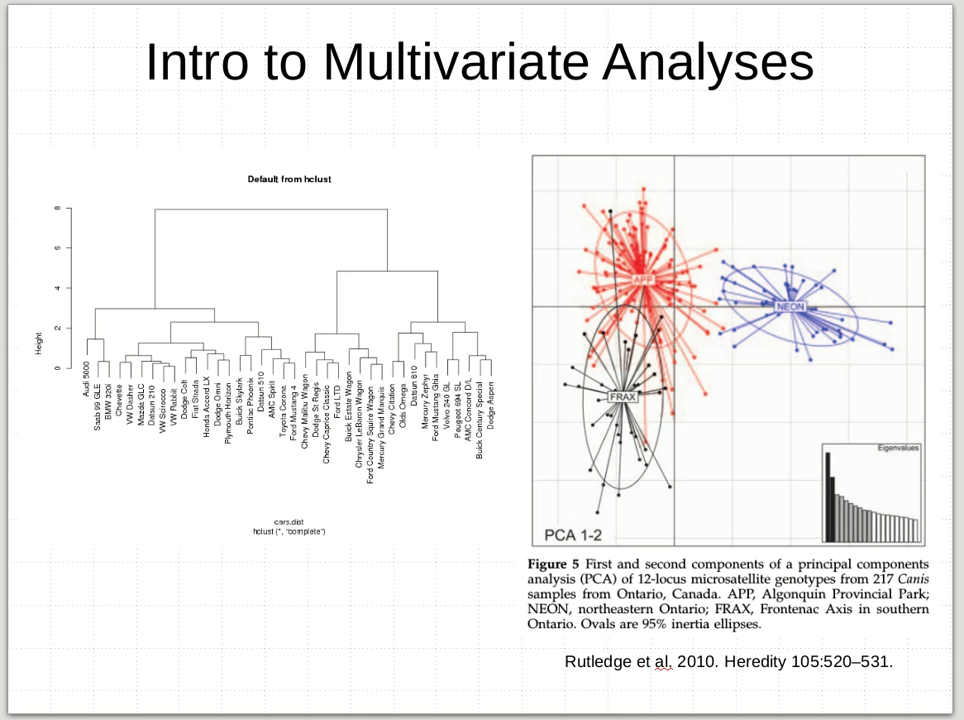 Intro to Multivariate Analyses
Default from hclust
Height
0
2
4
6
8
Audi 5000
Saab 99 GLE
BMW 320i
Chevette
VW Dasher
Mazda GLC
Datsun 210
VW Scirocco
VW Rabbit
Dodge Colt
Fiat Strada
Honda Accord LX
Dodge Omni
Plymouth Horizon
Buick Skylark
Pontiac Phoenix
Datsun 510
AMC Spirit
Toyota Corona
Ford Mustang 4
Chevy Malibu Wagon
Dodge St Regis
Chevy Caprice Classic
Ford LTD
Buick Estate Wagon
Chrysler LeBaron Wagon
Ford Country Squire Wagon
Mercury Grand Marquis
Chevy Citation
Olds Omega
Datsun 810
Mercury Zephyr
Ford Mustang Ghia
Volvo 240 GL
Peugeot 694 SL
AMC Concord D/L
Buick Century Special
Dodge Aspen
cars.dist
hclust (*, "complete")
APP
NEON
FRAX
Eigenvalues
PCA 1-2
Figure 5 First and second components of a principal components
analysis (PCA) of 12-locus microsatellite genotypes from 217 Canis
samples from Ontario, Canada. APP, Algonquin Provincial Park;
NEON, northeastern Ontario; FRAX, Frontenac Axis in southern
Ontario. Ovals are 95% inertia ellipses.
Rutledge et al. 2010. Heredity 105:520–531.